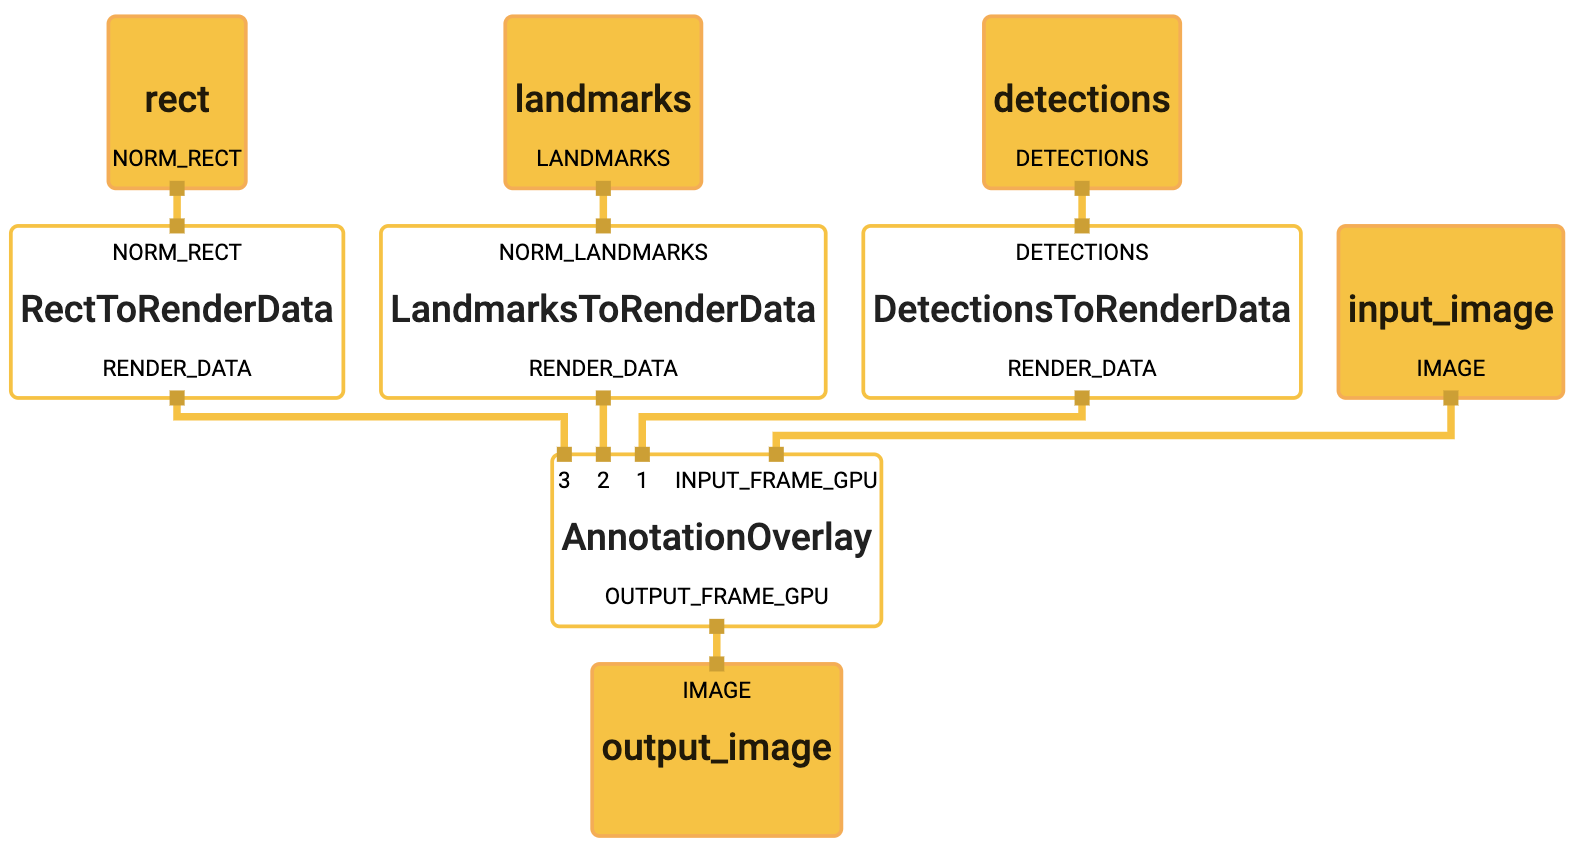 rect
NORM_RECT
landmarks
LANDMARKS
detections
DETECTIONS
NORM_RECT
RectToRenderData
RENDER_DATA
NORM_LANDMARKS
LandmarksToRenderData
RENDER_DATA
DETECTIONS
DetectionsToRenderData
RENDER_DATA
input_image
IMAGE
3 2 1 INPUT_FRAME_GPU
AnnotationOverlay
OUTPUT_FRAME_GPU
IMAGE
output_image